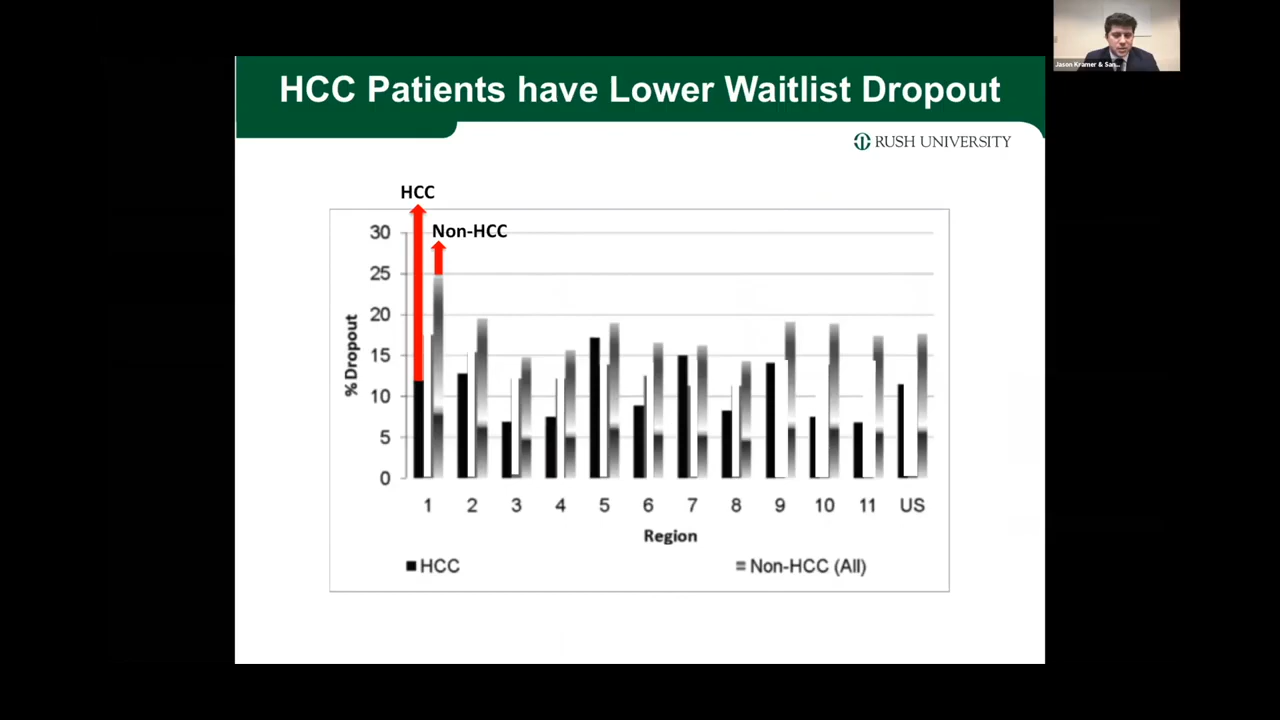 Jason Kramer & San...
HCC Patients have Lower Waitlist Dropout
RUSH UNIVERSITY
HCC
Non-HCC
30
25
20
15
10
5
0
% Dropout
1 2 3 4 5 6 7 8 9 10 11 US
Region
HCC
Non-HCC (All)